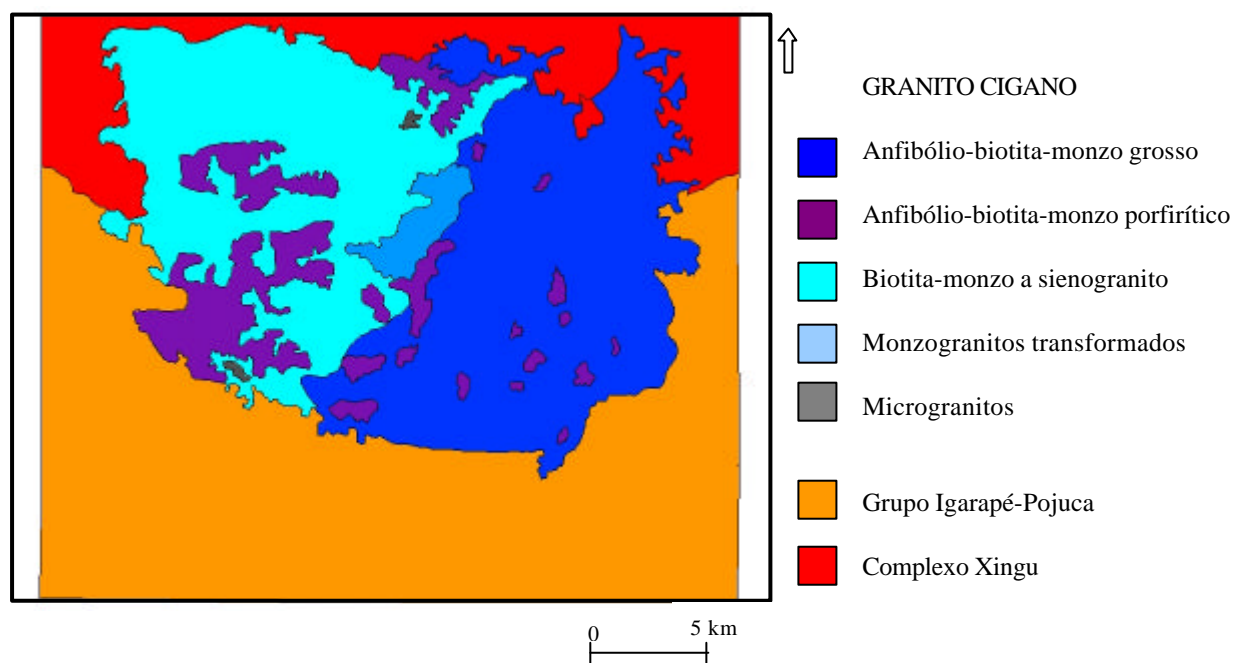 GRANITO CIGANO
Anfibólio-biotita-monzo grosso
Anfibólio-biotita-monzo porfirítico
Biotita-monzo a sienogranito
Monzogranitos transformados
Microgranitos
Grupo Igarapé-Pojuca
Complexo Xingu
0 5 km